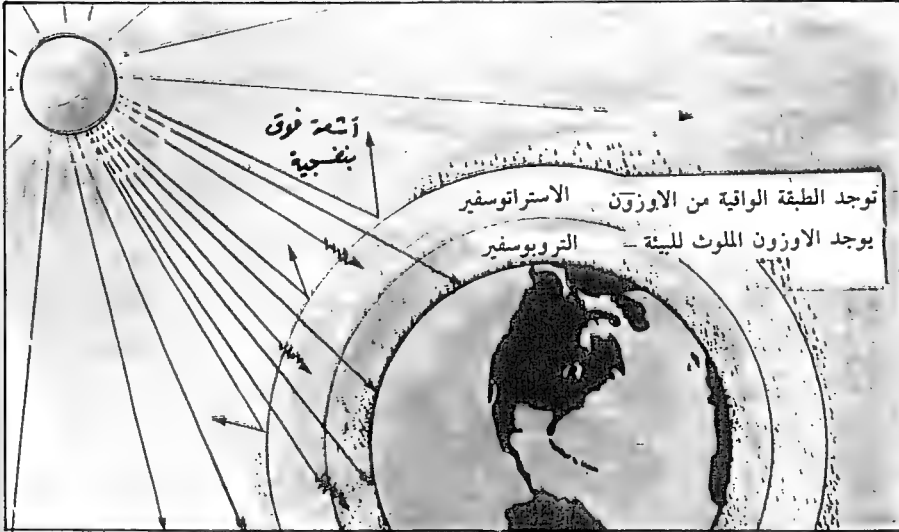 أشعة فوق
بنفسجية
الاستراتوسفير توجد الطبقة الواقية من الاوزون
التروبوسفير يوجد الاوزون الملوث للبيئة